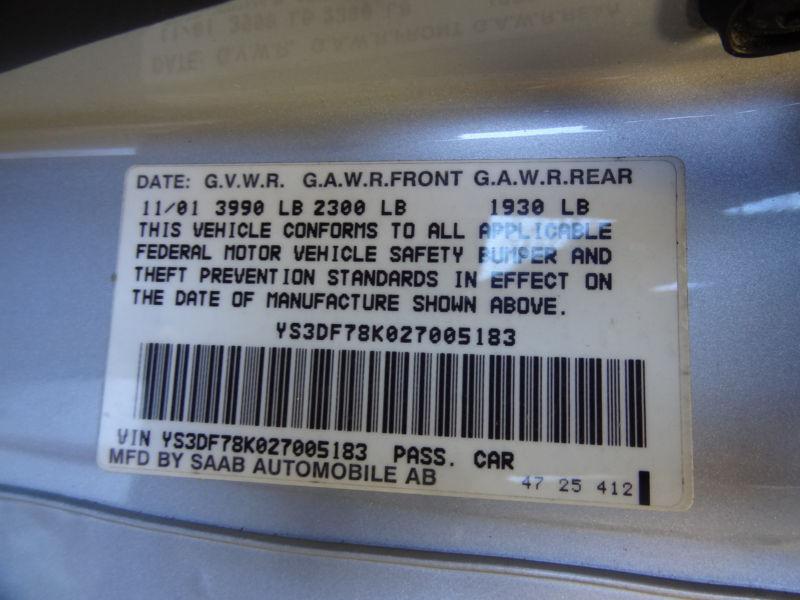 DATE: G.V.W.R. G.A.W.R.FRONT G.A.W.R.REAR
11/01 3990 LB 2300 LB 1930 LB
THIS VEHICLE CONFORMS TO ALL APPLICABLE
FEDERAL MOTOR VEHICLE SAFETY BUMPER AND
THEFT PREVENTION STANDARDS IN EFFECT ON
THE DATE OF MANUFACTURE SHOWN ABOVE.
YS3DF78K027005183
VIN YS3DF78K027005183 PASS. CAR
MFD BY SAAB AUTOMOBILE AB
47 25 412